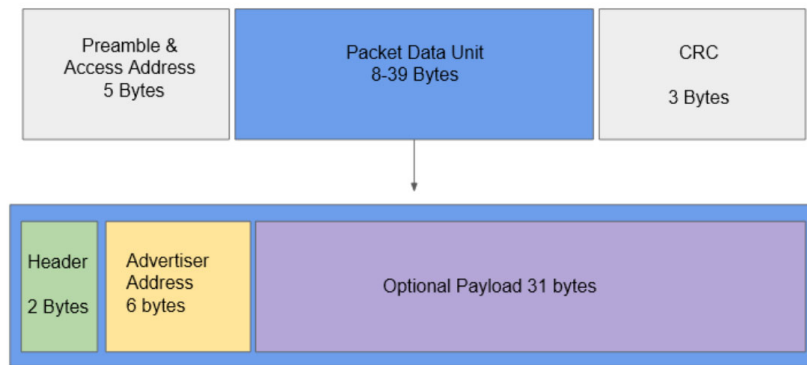 Preamble &
Access Address
5 Bytes
Packet Data Unit
8-39 Bytes
CRC
3 Bytes
Header
2 Bytes
Advertiser
Address
6 bytes
Optional Payload 31 bytes